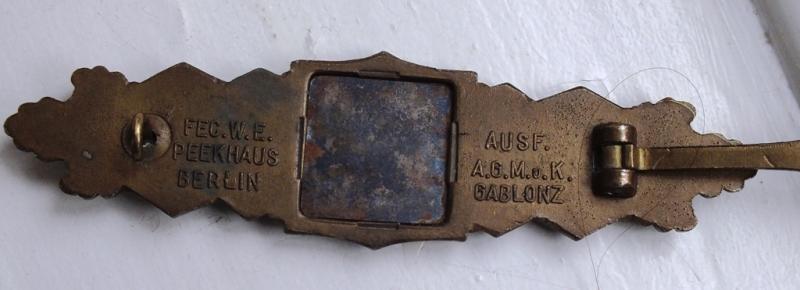 FEC. W. E.
PEEKHAUS
BERLIN
AUSF.
A.G.M.u.K.
GABLONZ